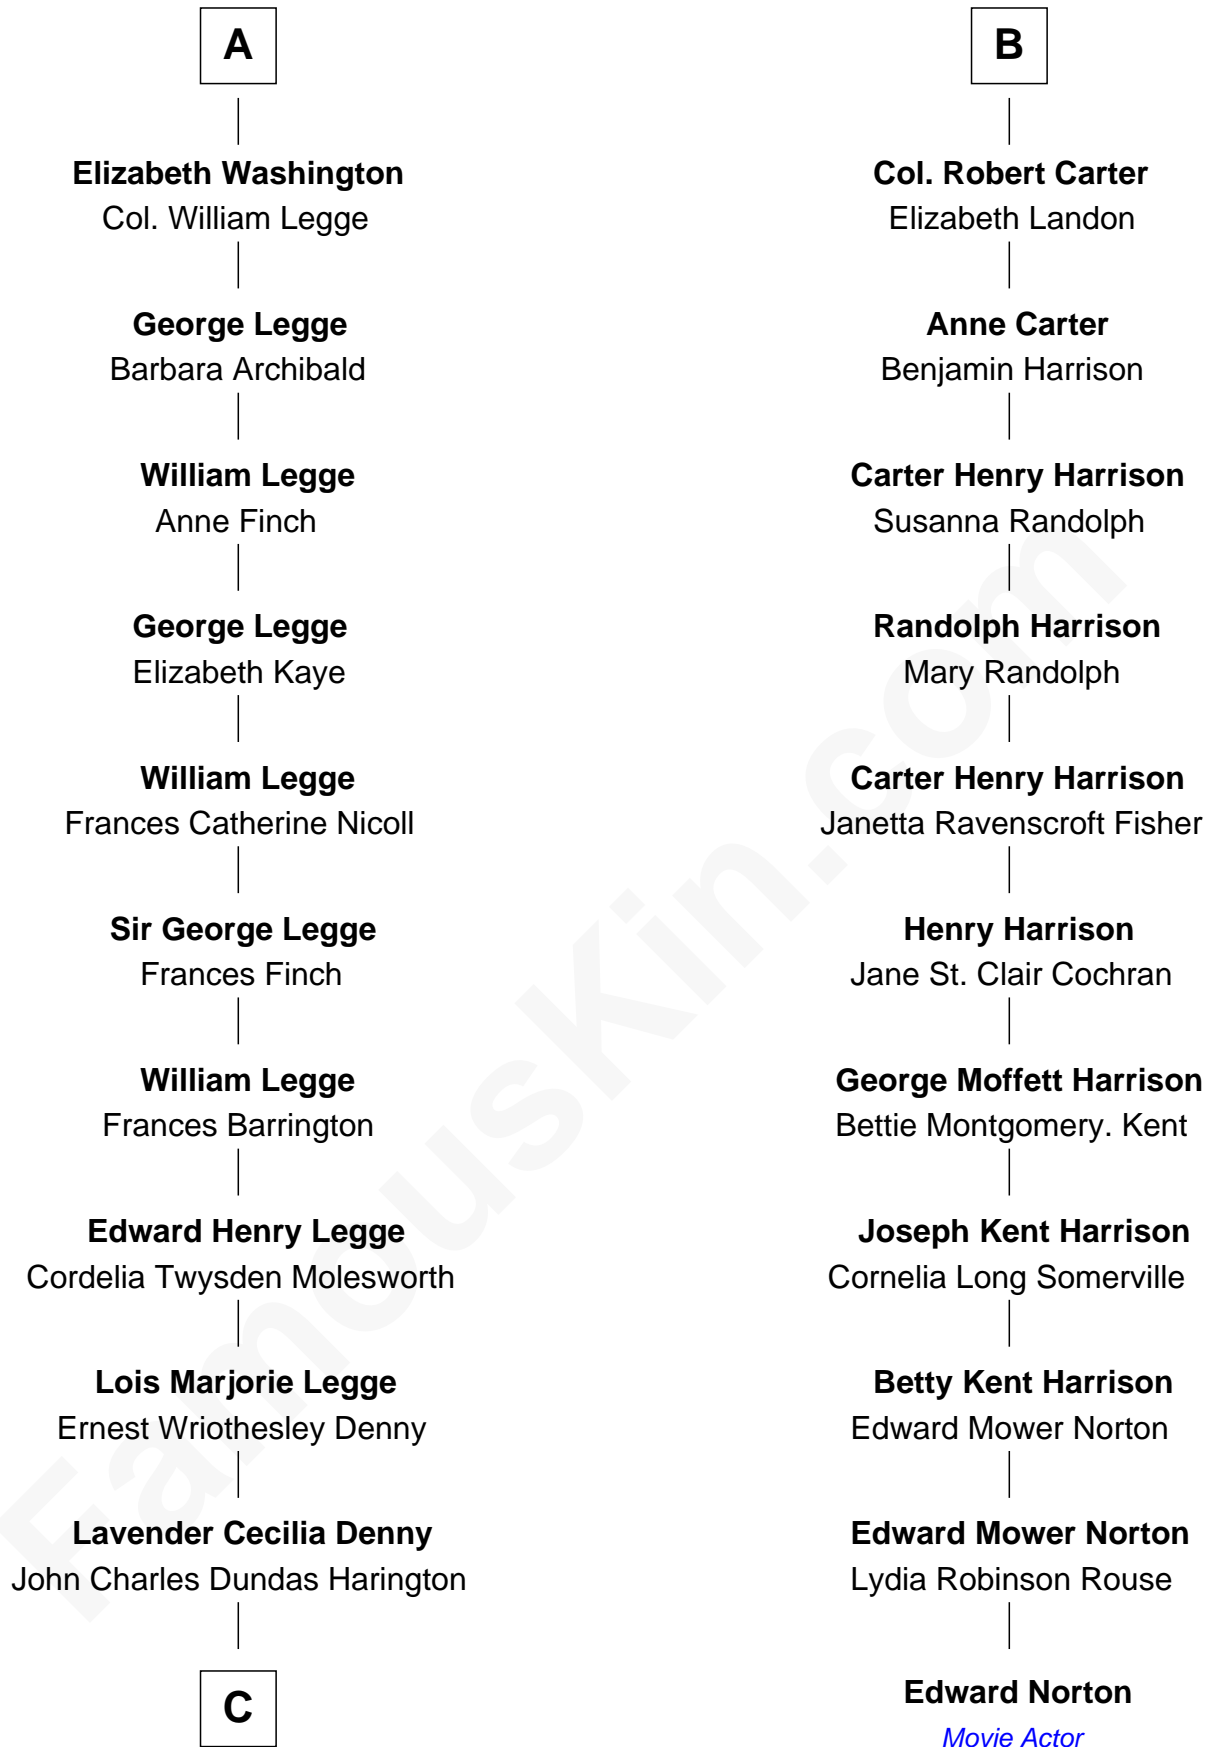 A
Elizabeth Washington
Col. William Legge
George Legge
Barbara Archibald
William Legge
Anne Finch
George Legge
Elizabeth Kaye
William Legge
Frances Catherine Nicoll
Sir George Legge
Frances Finch
William Legge
Frances Barrington
Edward Henry Legge
Cordelia Twysden Molesworth
Lois Marjorie Legge
Ernest Wriothesley Denny
Lavender Cecilia Denny
John Charles Dundas Harington
C
B
Col. Robert Carter
Elizabeth Landon
Anne Carter
Benjamin Harrison
Carter Henry Harrison
Susanna Randolph
Randolph Harrison
Mary Randolph
Carter Henry Harrison
Janetta Ravenscroft Fisher
Henry Harrison
Jane St. Clair Cochran
George Moffett Harrison
Bettie Montgomery. Kent
Joseph Kent Harrison
Cornelia Long Somerville
Betty Kent Harrison
Edward Mower Norton
Edward Mower Norton
Lydia Robinson Rouse
Edward Norton
Movie Actor
FamousKin.com